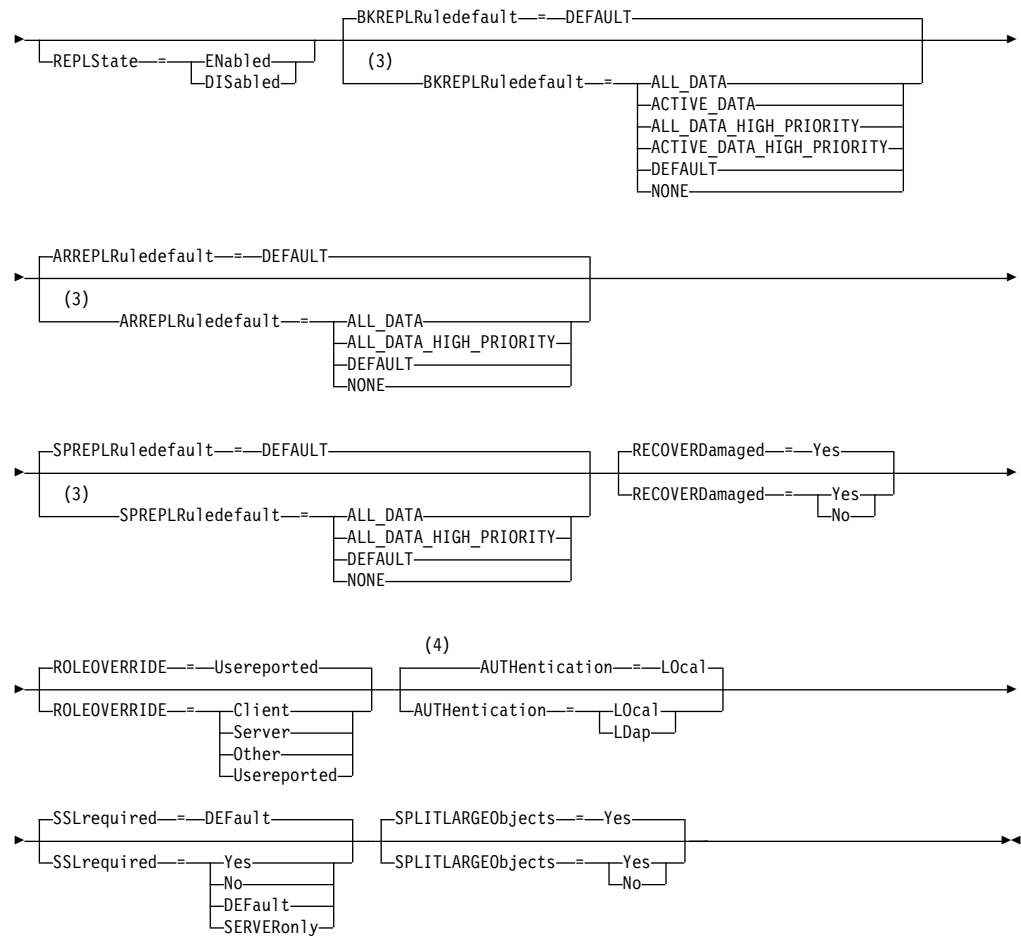 BKREPLRuledefault = DEFAULT
REPLState = ENabled
DISabled
(3)
BKREPLRuledefault = ALL_DATA
ACTIVE_DATA
ALL_DATA_HIGH_PRIORITY
ACTIVE_DATA_HIGH_PRIORITY
DEFAULT
NONE
ARREPLRuledefault = DEFAULT
(3)
ARREPLRuledefault = ALL_DATA
ALL_DATA_HIGH_PRIORITY
DEFAULT
NONE
SPREPLRuledefault = DEFAULT
(3)
SPREPLRuledefault = ALL_DATA
ALL_DATA_HIGH_PRIORITY
DEFAULT
NONE
RECOVERDamaged = Yes
RECOVERDamaged = Yes
No
ROLEOVERRIDE = Usereported
ROLEOVERRIDE = Client
Server
Other
Usereported
(4)
AUTHentication = LOcal
AUTHentication = LOcal
LDap
SSLrequired = DEFault
SSLrequired = Yes
No
DEFault
SERVERonly
SPLITLARGEObjects = Yes
SPLITLARGEObjects = Yes
No